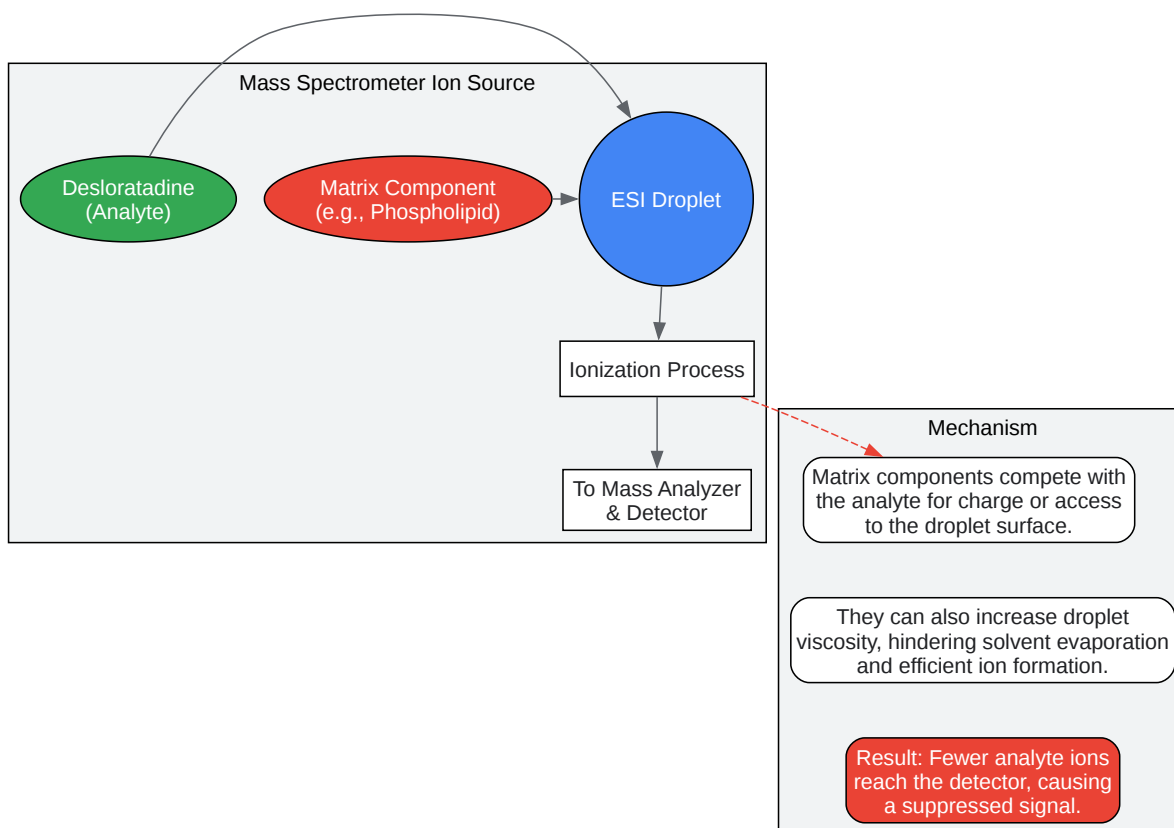 Mass Spectrometer Ion Source
Desloratadine
(Analyte)
Matrix Component
(e.g., Phospholipid)
ESI Droplet
Ionization Process
To Mass Analyzer
& Detector
Mechanism
Matrix components compete with
the analyte for charge or access
to the droplet surface.
They can also increase droplet
viscosity, hindering solvent evaporation
and efficient ion formation.
Result: Fewer analyte ions
reach the detector, causing
a suppressed signal.